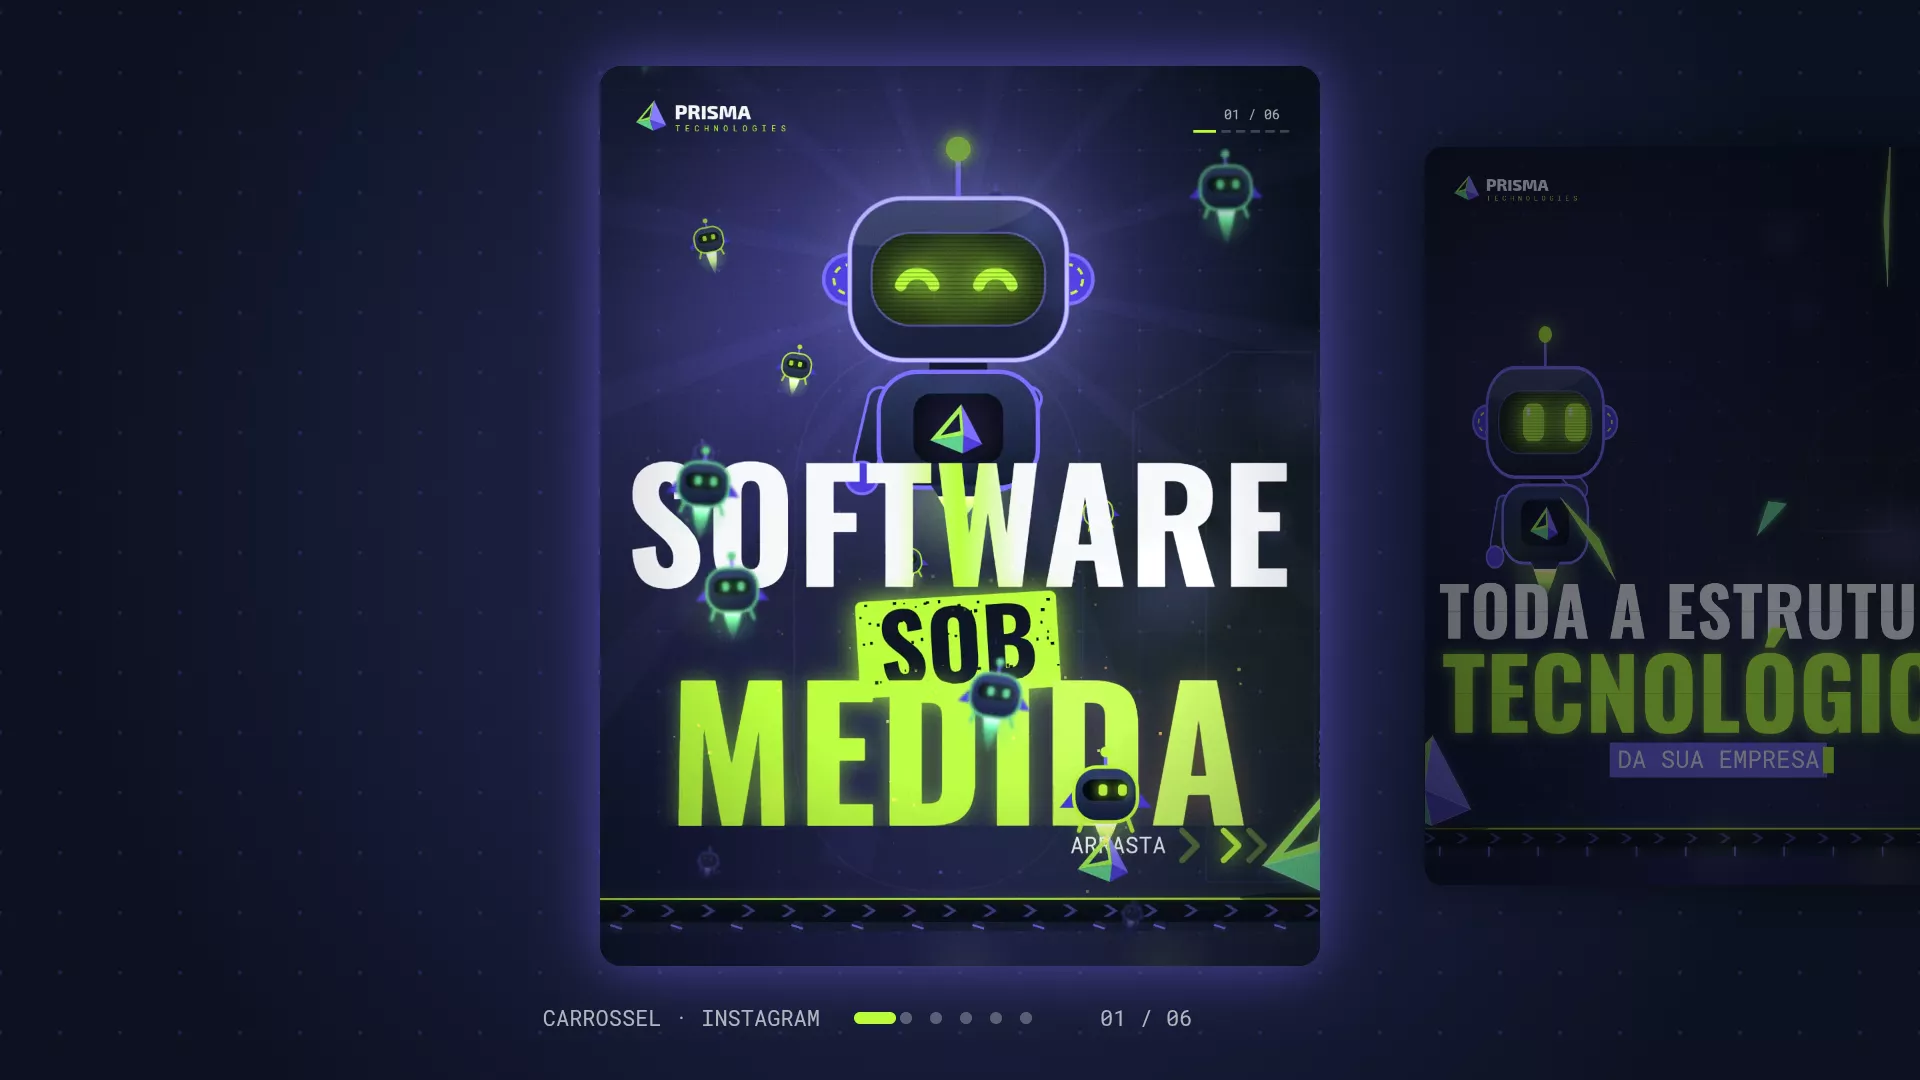 PRISMA
TECHNOLOGIES
01 / 06
SOFTWARE
SOB
MEDIDA
ARRASTA
PRISMA
TECHNOLOGIES
TODA A ESTRUTU
TECNOLÓGIC
DA SUA EMPRESA
CARROSSEL · INSTAGRAM
01 / 06